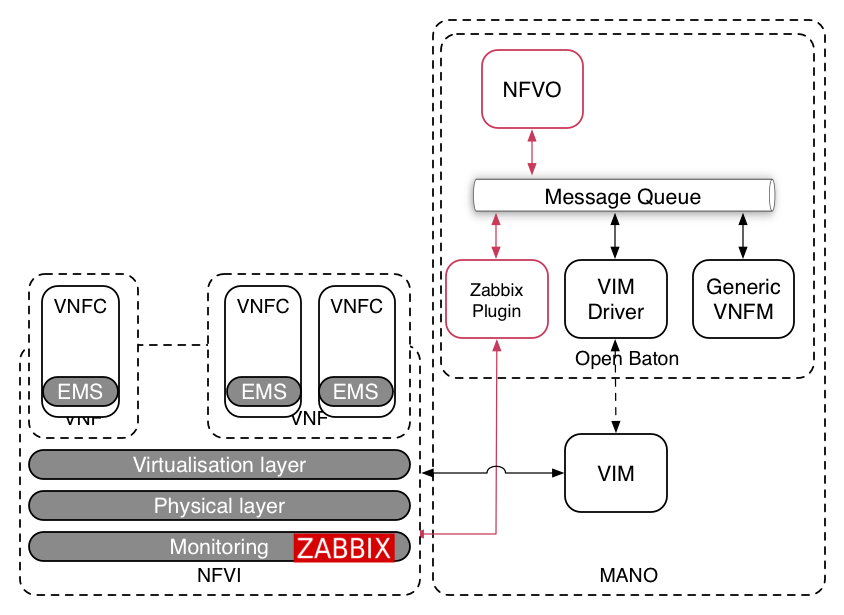 NFVO
Message Queue
Zabbix
Plugin
VIM
Driver
Generic
VNFM
Open Baton
VNFC
VNFC
VNFC
EMS
EMS
EMS
VNF
VNF
Virtualisation layer
VIM
Physical layer
Monitoring ZABBIX
NFVI
MANO